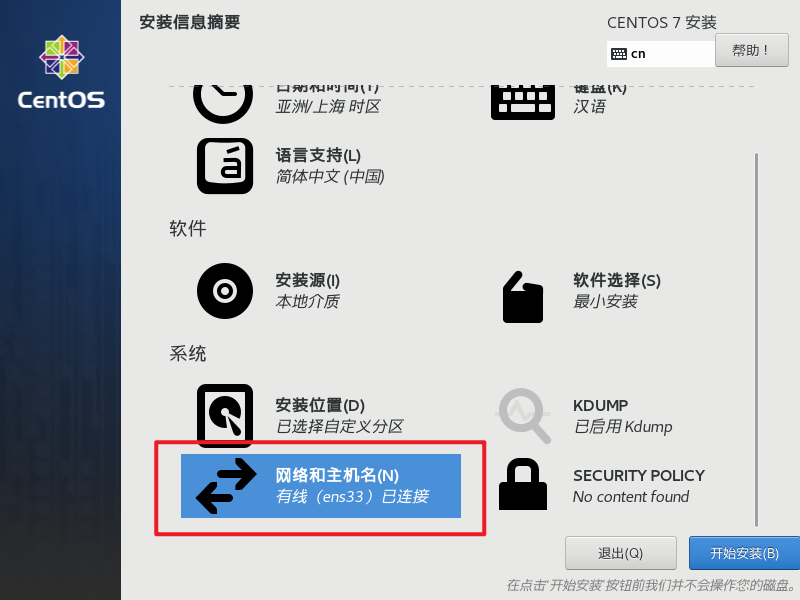 安装信息摘要
CENTOS 7 安装
cn
帮助！
CentOS
日期和时间(T)
亚洲/上海 时区
键盘(K)
汉语
á
语言支持(L)
简体中文 (中国)
软件
安装源(I)
本地介质
软件选择(S)
最小安装
系统
安装位置(D)
已选择自定义分区
KDUMP
已启用 Kdump
网络和主机名(N)
有线（ens33）已连接
SECURITY POLICY
No content found
退出(Q)
开始安装(B)
在点击“开始安装”按钮前我们并不会操作您的磁盘。